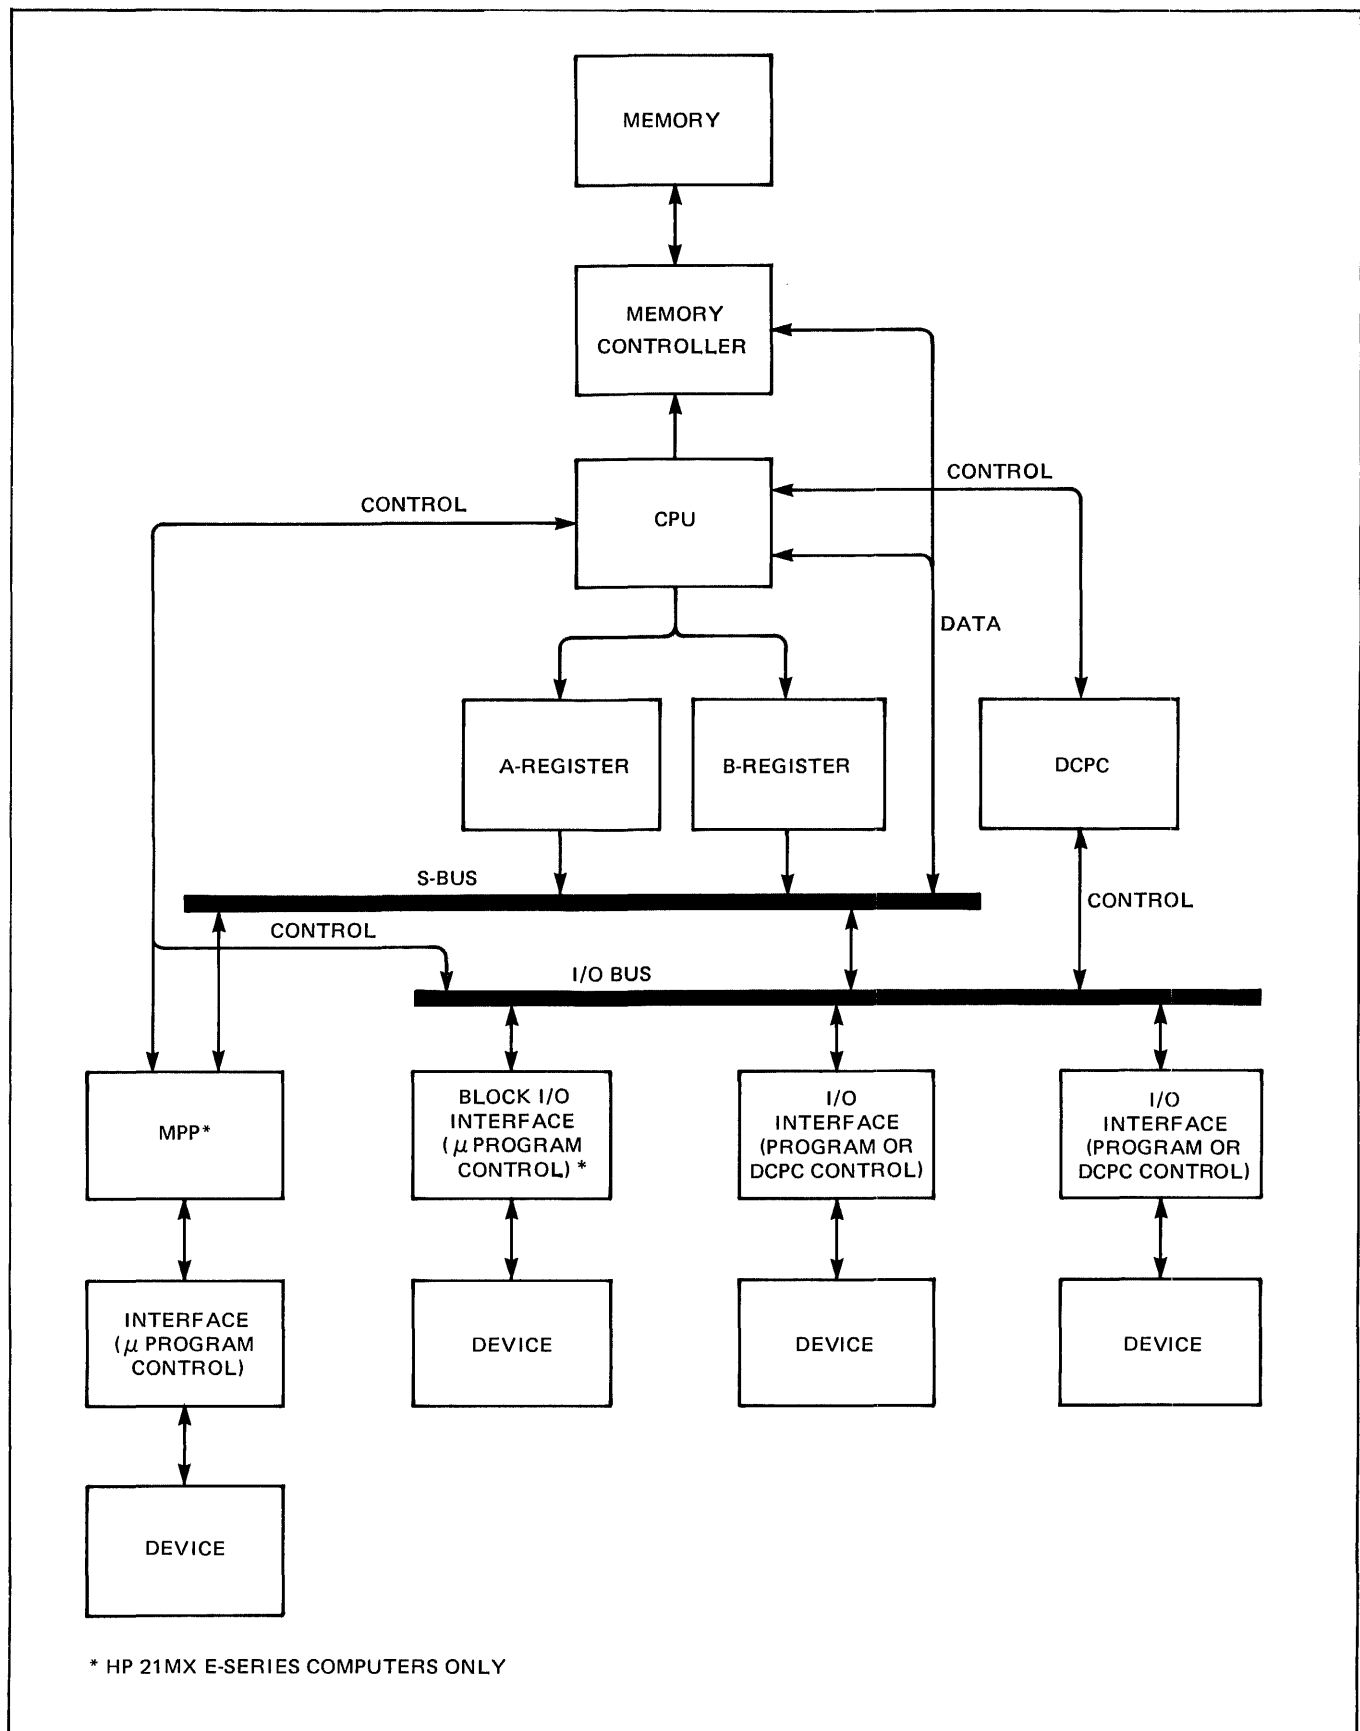 MEMORY
MEMORY
CONTROLLER
CONTROL
CONTROL
CPU
DATA
A-REGISTER
B-REGISTER
DCPC
S-BUS
CONTROL
CONTROL
I/O BUS
MPP*
BLOCK I/O
INTERFACE
(μ PROGRAM
CONTROL) *
I/O
INTERFACE
(PROGRAM OR
DCPC CONTROL)
I/O
INTERFACE
(PROGRAM OR
DCPC CONTROL)
INTERFACE
(μ PROGRAM
CONTROL)
DEVICE
DEVICE
DEVICE
DEVICE
* HP 21MX E-SERIES COMPUTERS ONLY